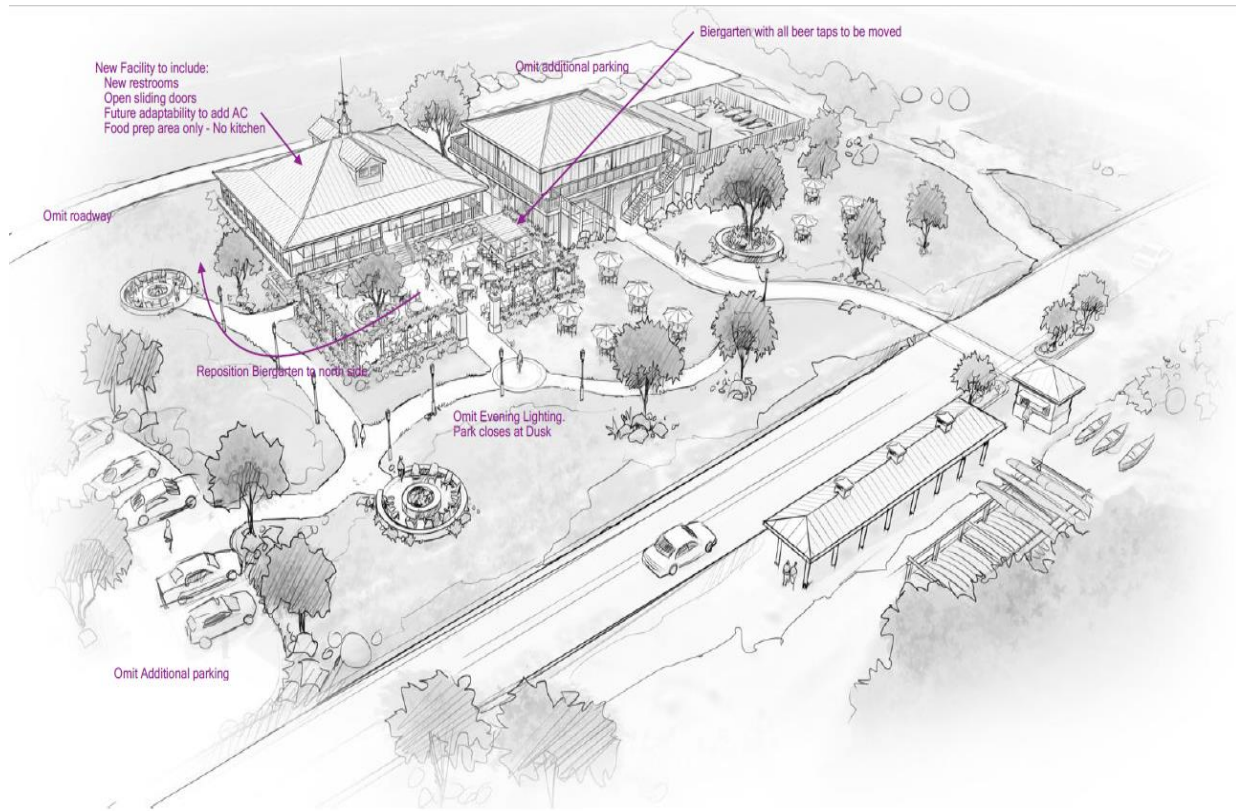 Biergarten with all beer taps to be moved
New Facility to include:
New restrooms
Open sliding doors
Future adaptability to add AC
Food prep area only - No kitchen
Omit additional parking
Omit roadway
Reposition Biergarten to north side.
Omit Evening Lighting.
Park closes at Dusk
Omit Additional parking